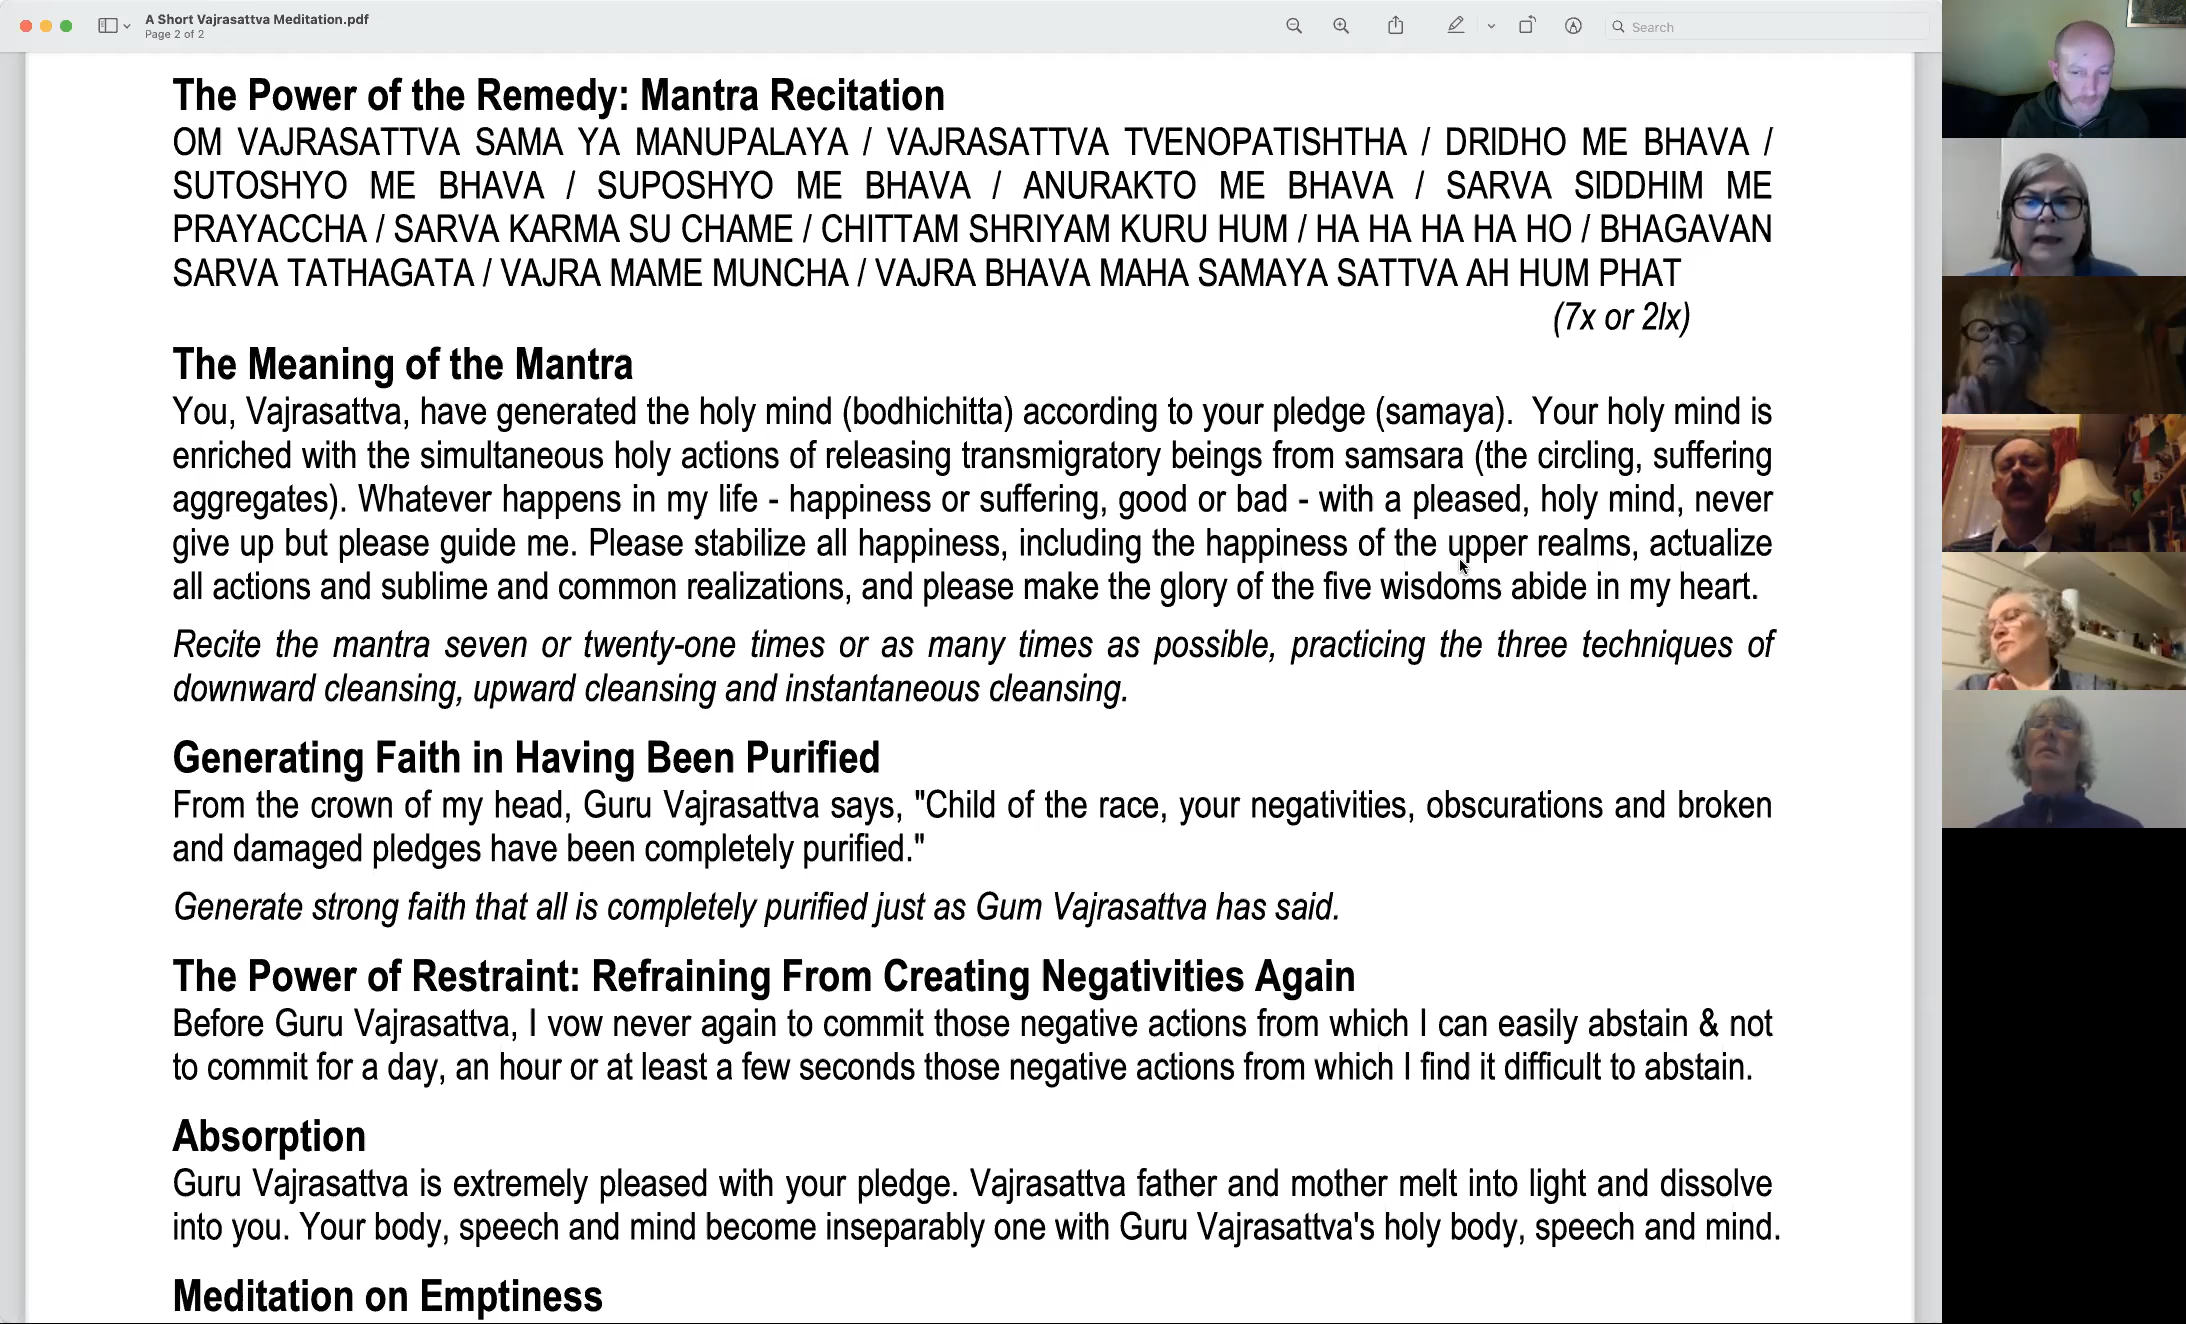 A Short Vajrasattva Meditation.pdf
Page 2 of 2
Search
The Power of the Remedy: Mantra Recitation
OM VAJRASATTVA SAMA YA MANUPALAYA / VAJRASATTVA TVENOPATISHTHA / DRIDHO ME BHAVA /
SUTOSHYO ME BHAVA / SUPOSHYO ME BHAVA / ANURAKTO ME BHAVA / SARVA SIDDHIM ME
PRAYACCHA / SARVA KARMA SU CHAME / CHITTAM SHRIYAM KURU HUM / HA HA HA HA HO / BHAGAVAN
SARVA TATHAGATA / VAJRA MAME MUNCHA / VAJRA BHAVA MAHA SAMAYA SATTVA AH HUM PHAT
(7x or 2lx)
The Meaning of the Mantra
You, Vajrasattva, have generated the holy mind (bodhichitta) according to your pledge (samaya).  Your holy mind is
enriched with the simultaneous holy actions of releasing transmigratory beings from samsara (the circling, suffering
aggregates). Whatever happens in my life - happiness or suffering, good or bad - with a pleased, holy mind, never
give up but please guide me. Please stabilize all happiness, including the happiness of the upper realms, actualize
all actions and sublime and common realizations, and please make the glory of the five wisdoms abide in my heart.
Recite the mantra seven or twenty-one times or as many times as possible, practicing the three techniques of
downward cleansing, upward cleansing and instantaneous cleansing.
Generating Faith in Having Been Purified
From the crown of my head, Guru Vajrasattva says, "Child of the race, your negativities, obscurations and broken
and damaged pledges have been completely purified."
Generate strong faith that all is completely purified just as Gum Vajrasattva has said.
The Power of Restraint: Refraining From Creating Negativities Again
Before Guru Vajrasattva, I vow never again to commit those negative actions from which I can easily abstain & not
to commit for a day, an hour or at least a few seconds those negative actions from which I find it difficult to abstain.
Absorption
Guru Vajrasattva is extremely pleased with your pledge. Vajrasattva father and mother melt into light and dissolve
into you. Your body, speech and mind become inseparably one with Guru Vajrasattva's holy body, speech and mind.
Meditation on Emptiness